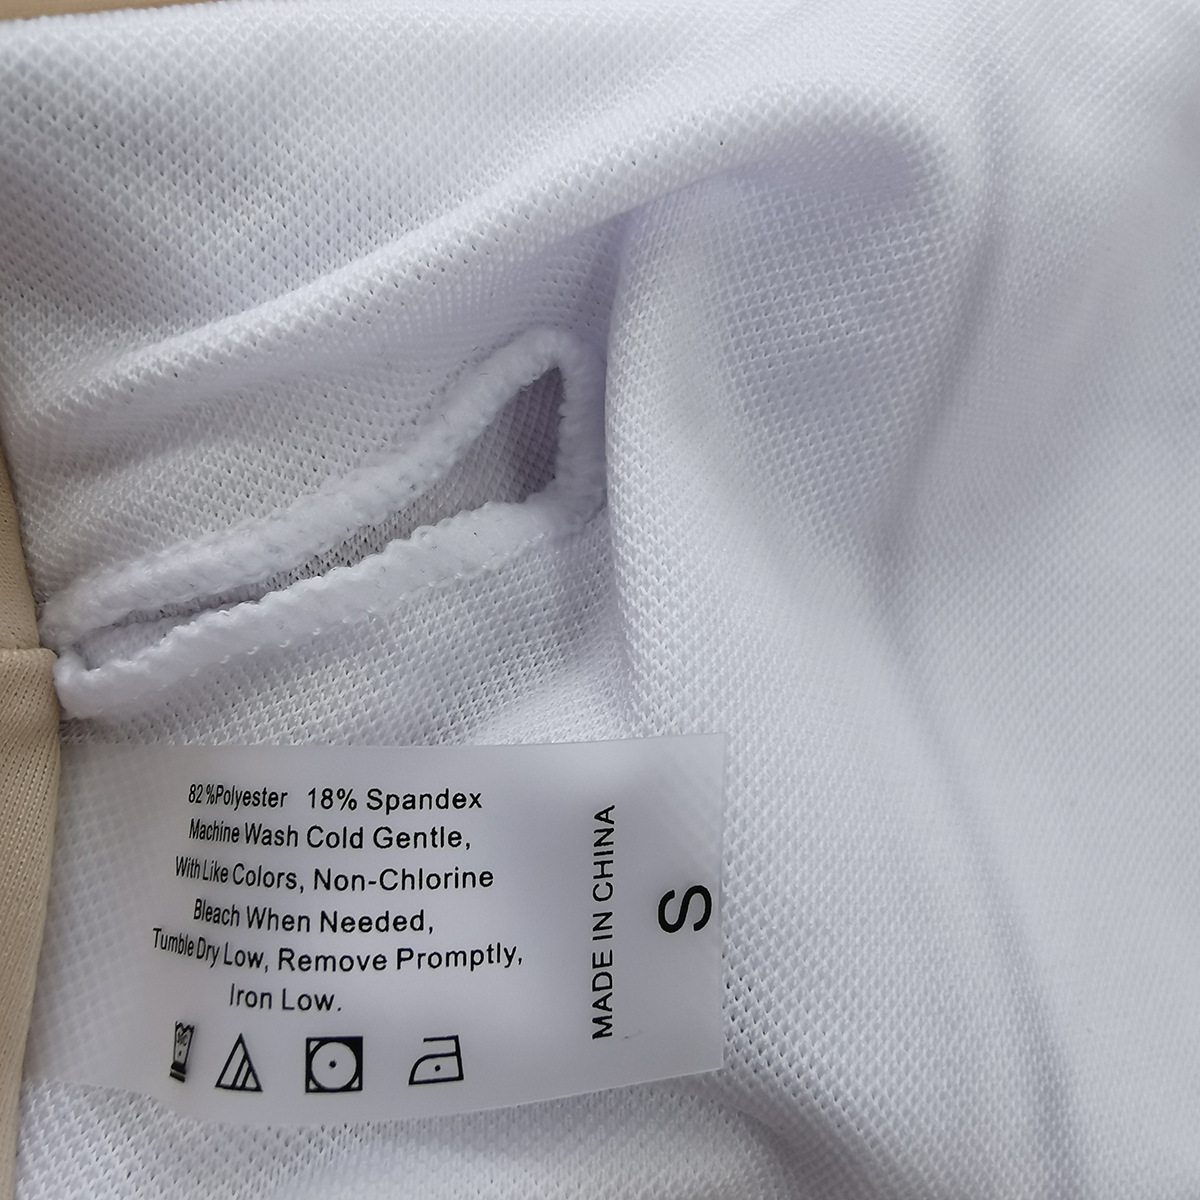 82%Polyester 18% Spandex
Machine Wash Cold Gentle,
With Like Colors, Non-Chlorine
Bleach When Needed,
Tumble Dry Low, Remove Promptly,
Iron Low.
MADE IN CHINA
S